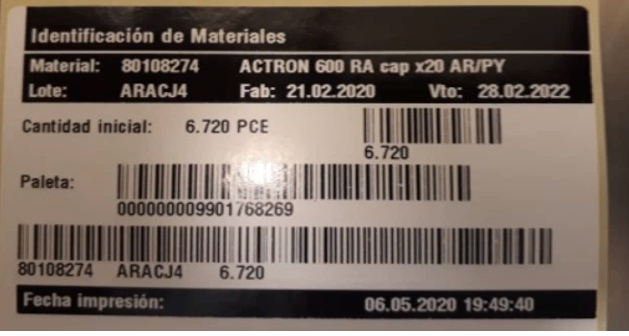 Identificación de Materiales
Material: 80108274 ACTRON 600 RA cap x20 AR/PY
Lote: ARACJ4 Fab: 21.02.2020 Vto: 28.02.2022
Cantidad inicial: 6.720 PCE
6.720
Paleta:
000000009901768269
80108274 ARACJ4 6.720
Fecha impresión: 06.05.2020 19:49:40